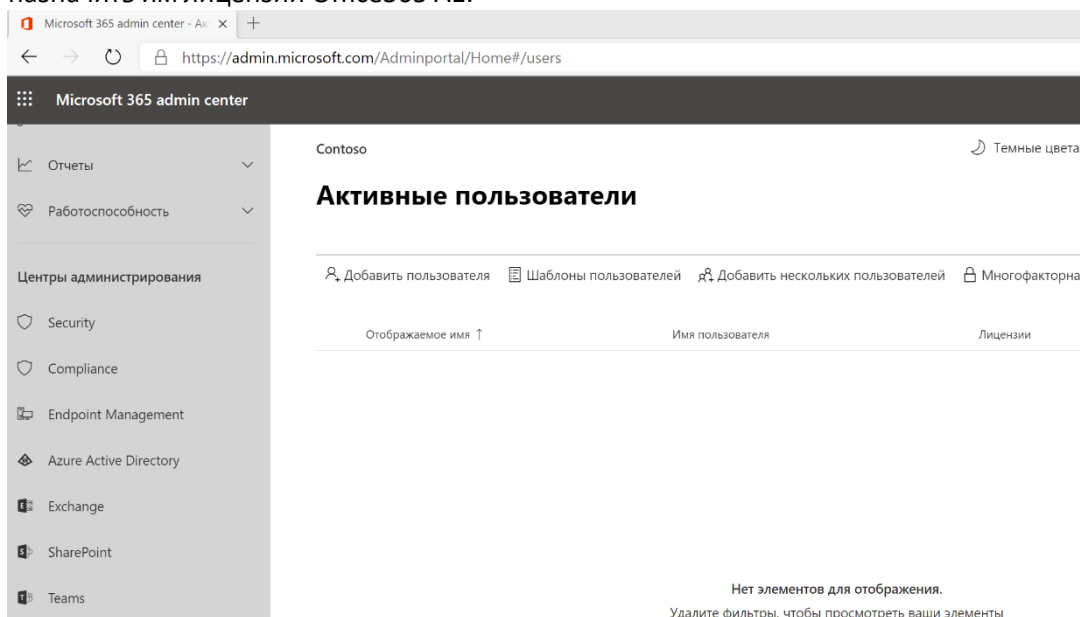 назначить им лицензии Office365 A1.
Microsoft 365 admin center - Ак
https://admin.microsoft.com/Adminportal/Home#/users
Microsoft 365 admin center
Contoso
Темные цвета
Отчеты
Активные пользователи
Работоспособность
Центры администрирования
Добавить пользователя Шаблоны пользователей Добавить нескольких пользователей Многофакторна
Security
Отображаемое имя ↑ Имя пользователя Лицензии
Compliance
Endpoint Management
Azure Active Directory
Exchange
SharePoint
Нет элементов для отображения.
Teams
Удалите фильтры, чтобы просмотреть ваши элементы